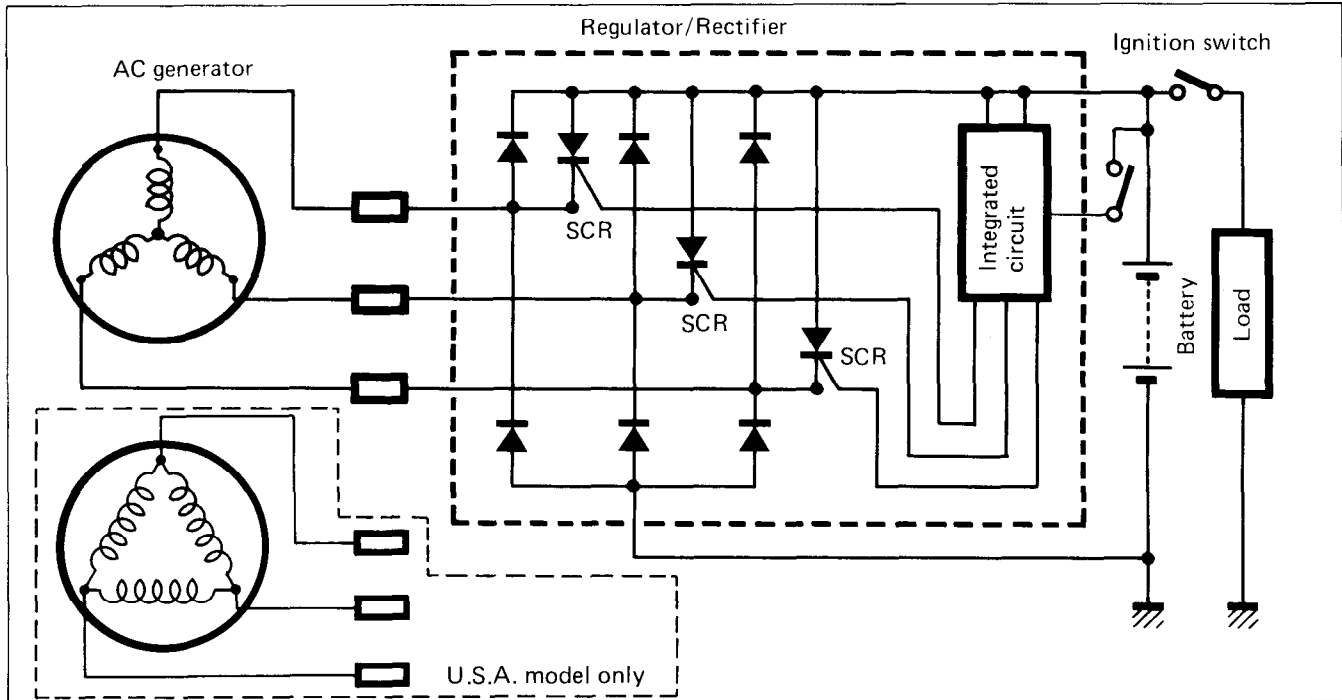 Regulator/Rectifier
Ignition switch
AC generator
SCR
SCR
SCR
Integrated
circuit
Battery
Load
U.S.A. model only